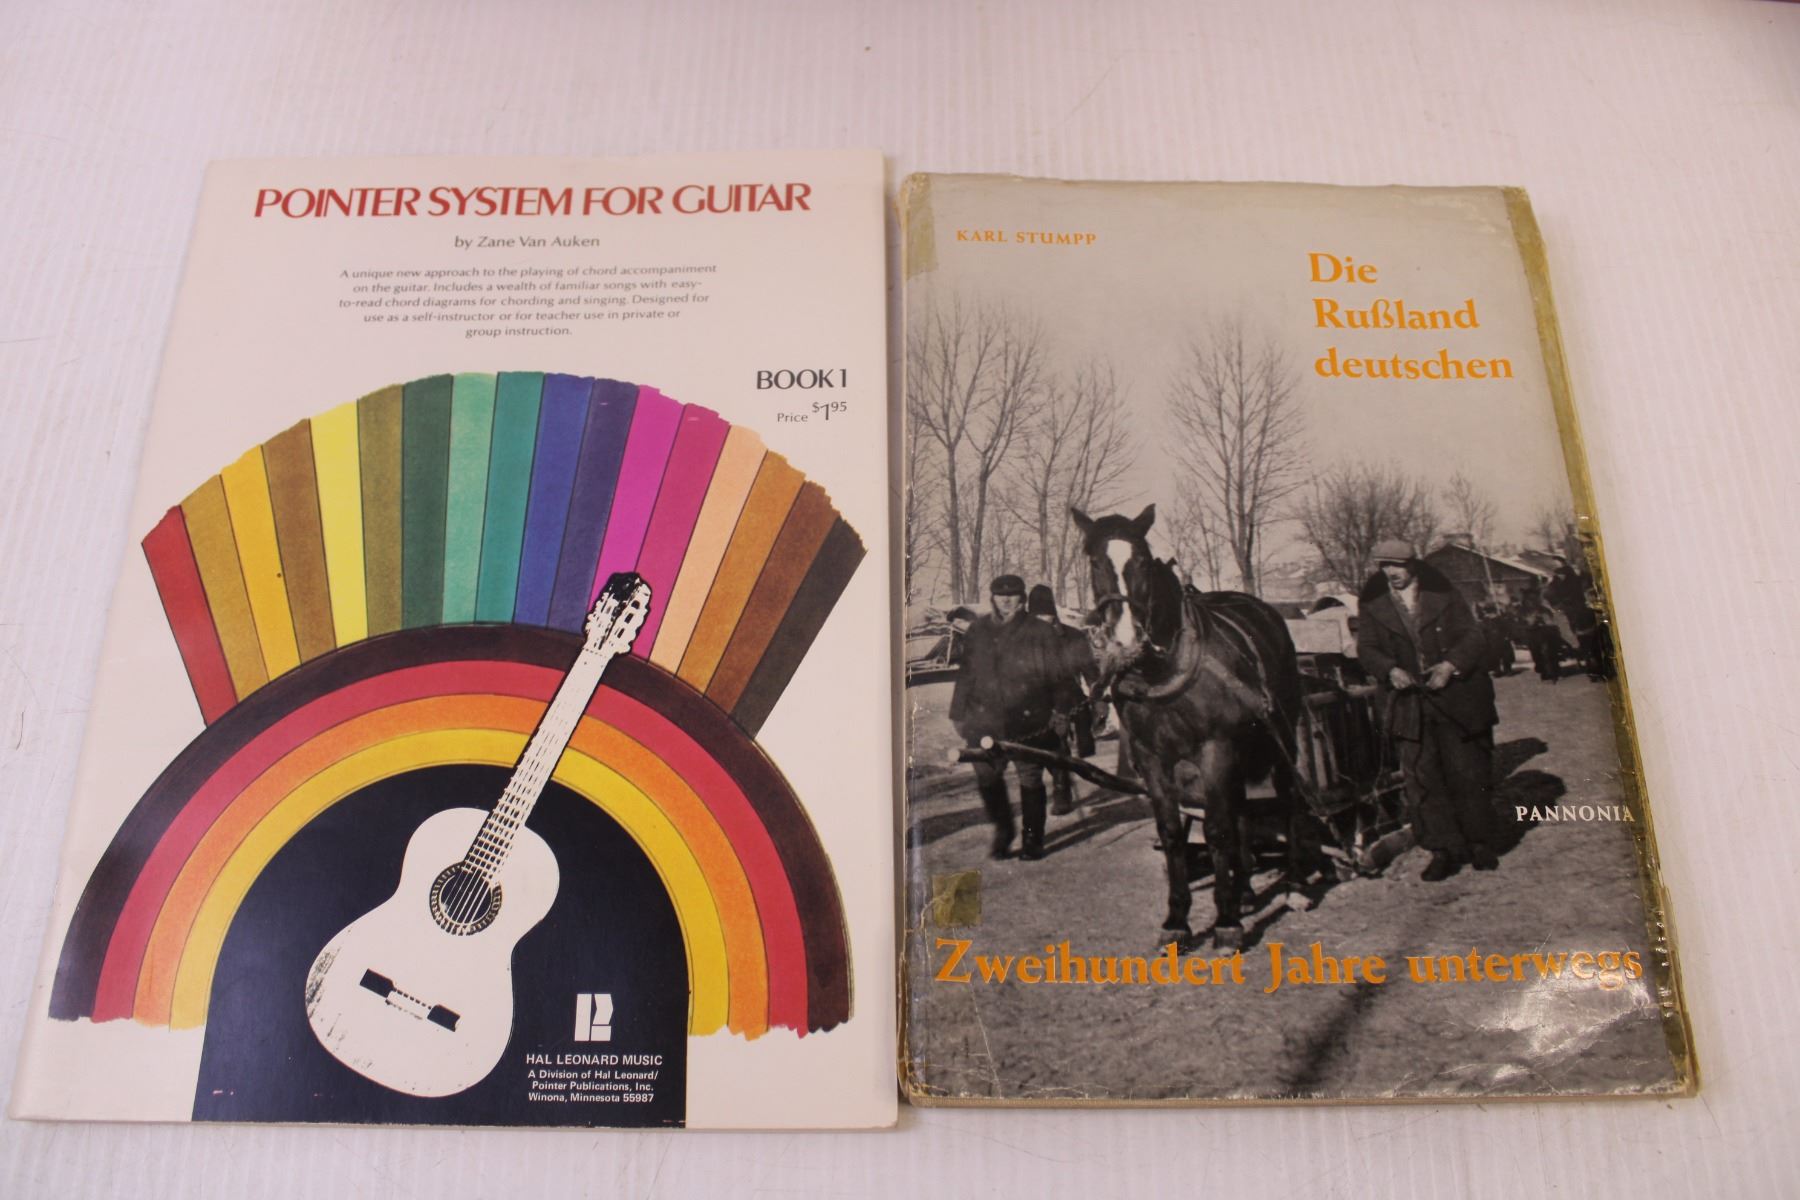 POINTER SYSTEM FOR GUITAR
by Zane Van Auken
A unique new approach to the playing of chord accompaniment
on the guitar. Includes a wealth of familiar songs with easy-
to-read chord diagrams for chording and singing. Designed for
use as a self-instructor or for teacher use in private or
group instruction.
BOOK 1
Price $1.95
HAL LEONARD MUSIC
A Division of Hal Leonard/
Pointer Publications, Inc.
Winona, Minnesota 55987
KARL STUMPP
Die
Rußland
deutschen
PANNONIA
Zweihundert Jahre unterwegs